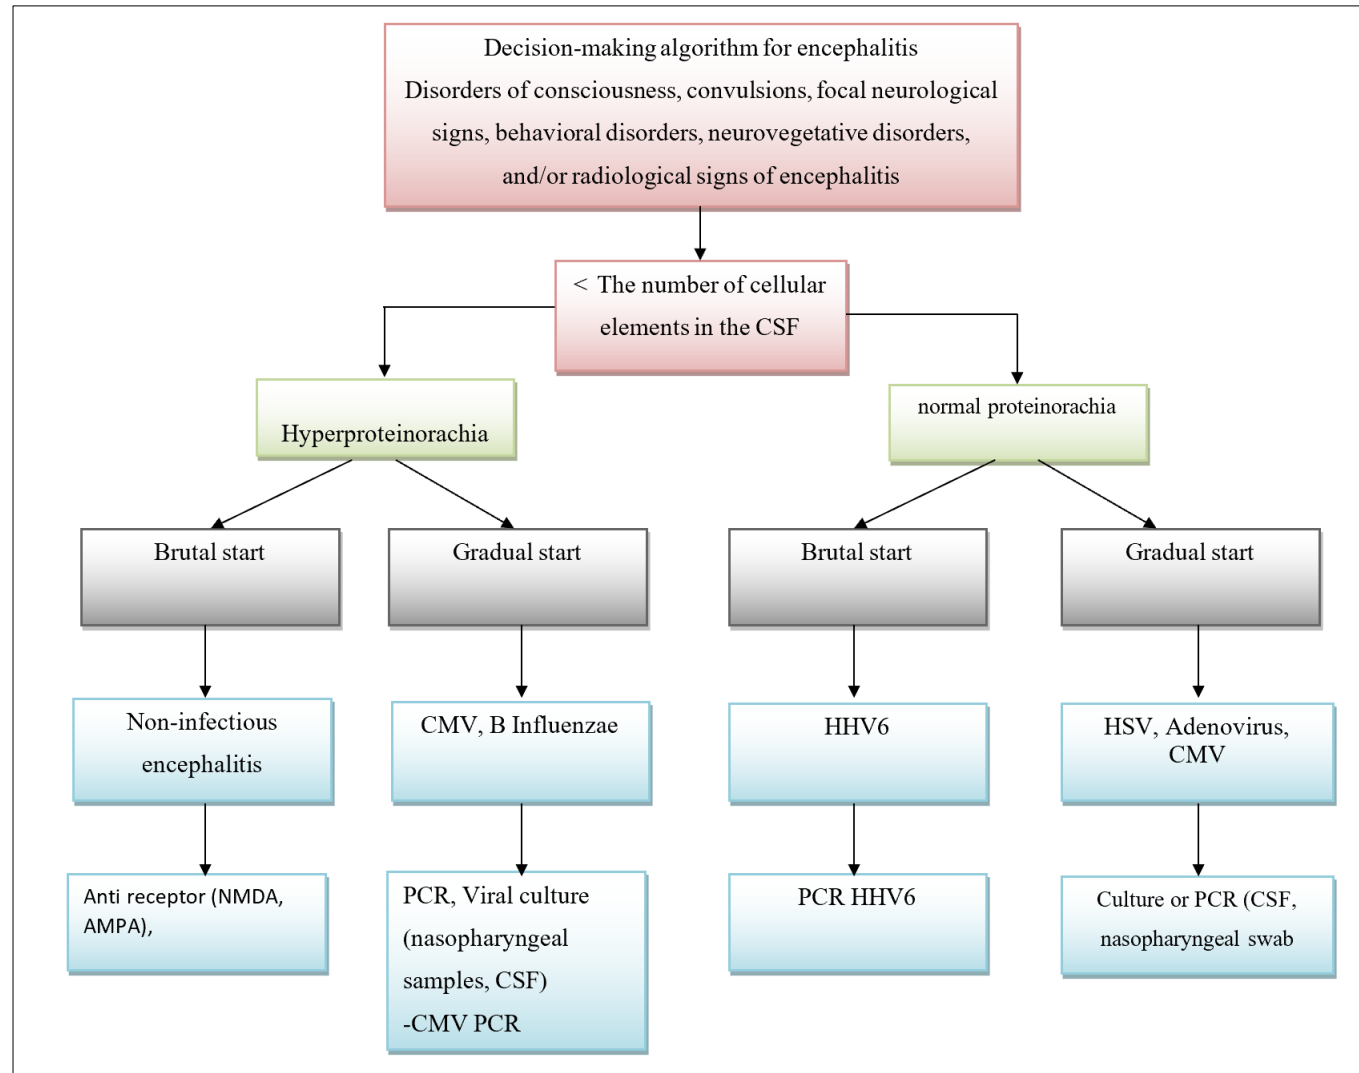 Decision-making algorithm for encephalitis
Disorders of consciousness, convulsions, focal neurological
signs, behavioral disorders, neurovegetative disorders,
and/or radiological signs of encephalitis
< The number of cellular
elements in the CSF
Hyperproteinorachia
normal proteinorachia
Brutal start
Gradual start
Brutal start
Gradual start
Non-infectious
encephalitis
CMV, B Influenzae
HHV6
HSV, Adenovirus,
CMV
Anti receptor (NMDA,
AMPA),
PCR, Viral culture
(nasopharyngeal
samples, CSF)
-CMV PCR
PCR HHV6
Culture or PCR (CSF,
nasopharyngeal swab